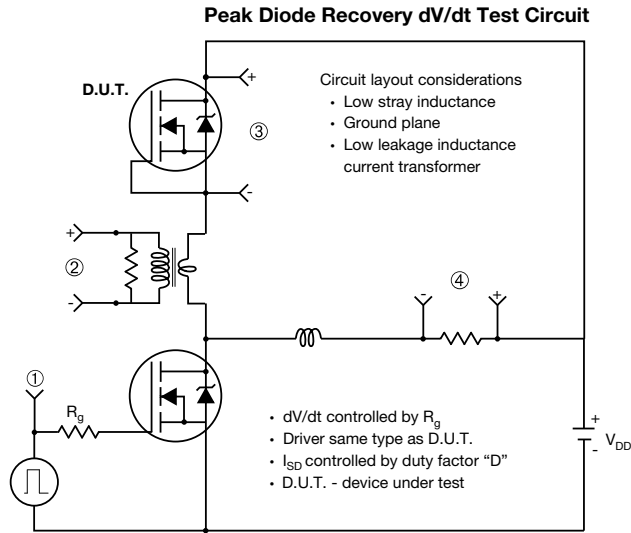 Peak Diode Recovery dV/dt Test Circuit
D.U.T.
+
Circuit layout considerations
• Low stray inductance
• Ground plane
• Low leakage inductance
current transformer
③
-
+
②
-
④
-
+
①
Rg
• dV/dt controlled by Rg
• Driver same type as D.U.T.
• ISD controlled by duty factor “D”
• D.U.T. - device under test
+
VDD
-